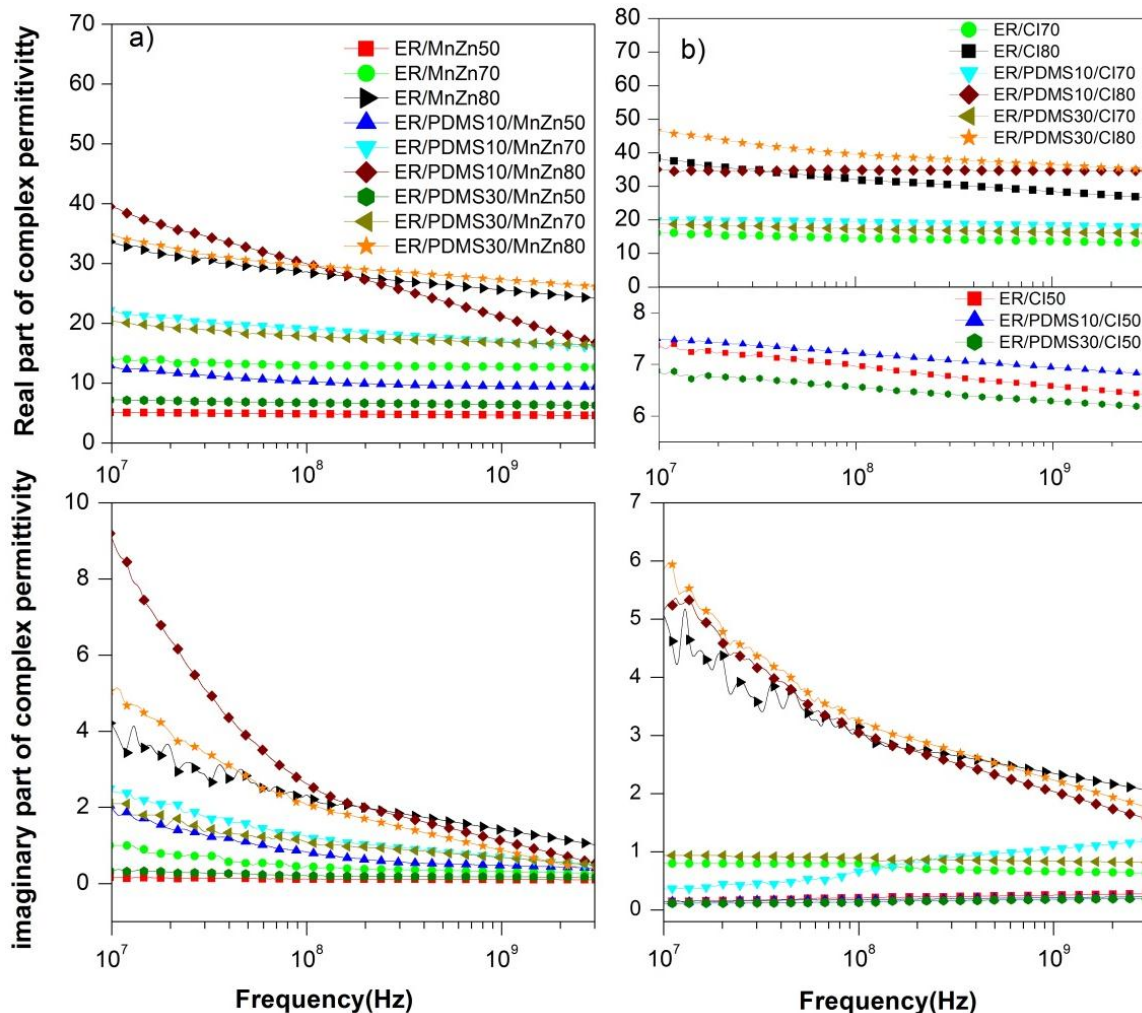 a)
ER/MnZn50
ER/MnZn70
ER/MnZn80
ER/PDMS10/MnZn50
ER/PDMS10/MnZn70
ER/PDMS10/MnZn80
ER/PDMS30/MnZn50
ER/PDMS30/MnZn70
ER/PDMS30/MnZn80
70
60
50
40
30
20
10
0
10^7
10^8
10^9
Real part of complex permitivity
b)
ER/CI70
ER/CI80
ER/PDMS10/CI70
ER/PDMS10/CI80
ER/PDMS30/CI70
ER/PDMS30/CI80
80
70
60
50
40
30
20
10
0
ER/CI50
ER/PDMS10/CI50
ER/PDMS30/CI50
8
7
6
10^7
10^8
10^9
imaginary part of complex permitivity
10
8
6
4
2
0
10^7
10^8
10^9
Frequency(Hz)
7
6
5
4
3
2
1
0
10^7
10^8
10^9
Frequency(Hz)